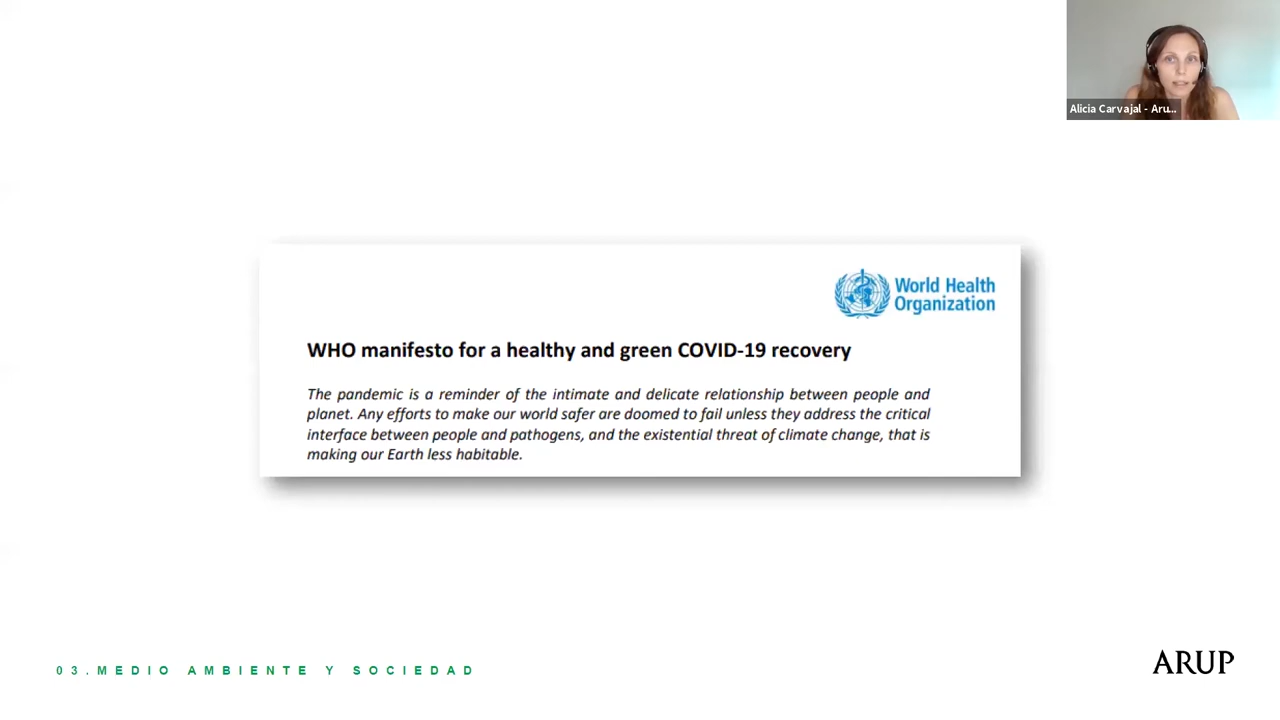 Alicia Carvajal - Aru...
World Health
Organization
WHO manifesto for a healthy and green COVID-19 recovery
The pandemic is a reminder of the intimate and delicate relationship between people and
planet. Any efforts to make our world safer are doomed to fail unless they address the critical
interface between people and pathogens, and the existential threat of climate change, that is
making our Earth less habitable.
03.MEDIO AMBIENTE Y SOCIEDAD
ARUP